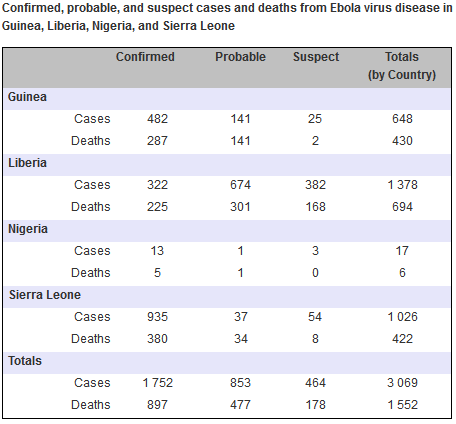 Confirmed, probable, and suspect cases and deaths from Ebola virus disease in
Guinea, Liberia, Nigeria, and Sierra Leone
Confirmed Probable Suspect Totals
(by Country)
Guinea
Cases 482 141 25 648
Deaths 287 141 2 430
Liberia
Cases 322 674 382 1 378
Deaths 225 301 168 694
Nigeria
Cases 13 1 3 17
Deaths 5 1 0 6
Sierra Leone
Cases 935 37 54 1 026
Deaths 380 34 8 422
Totals
Cases 1 752 853 464 3 069
Deaths 897 477 178 1 552